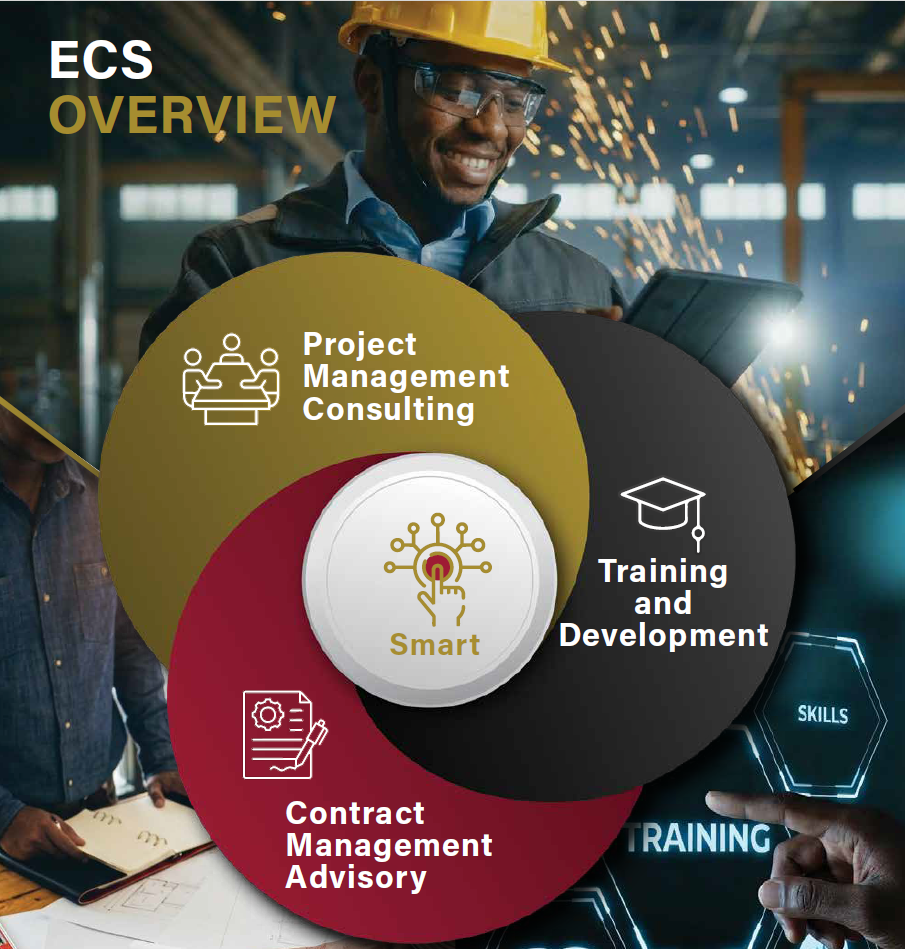 ECS
OVERVIEW
Project
Management
Consulting
Training
and
Development
Smart
SKILLS
Contract
Management
Advisory
TRAINING